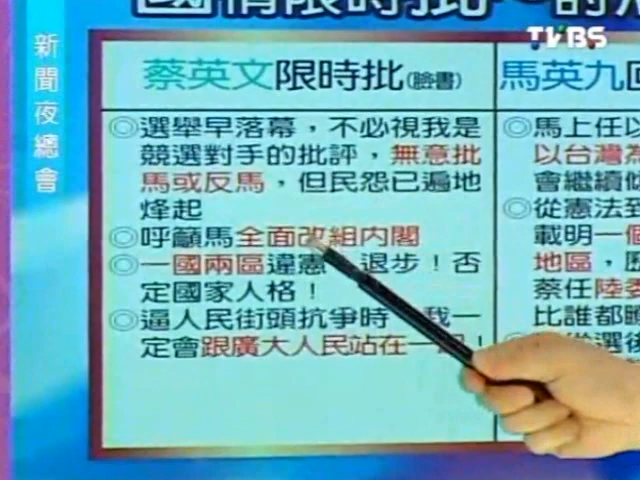 TVBS
新聞夜總會
蔡英文限時批(臉書)
◎選舉早落幕，不必視我是
競選對手的批評，無意批
馬或反馬，但民怨已遍地
烽起
◎呼籲馬全面改組內閣
◎一國兩區違憲、退步！否
定國家人格！
◎逼人民街頭抗爭時，我一
定會跟廣大人民站在一起！
馬英九
◎馬上任以
以台灣為
會繼續
◎從憲法
載明一個
地區，
蔡任陸委
比誰都
從選後